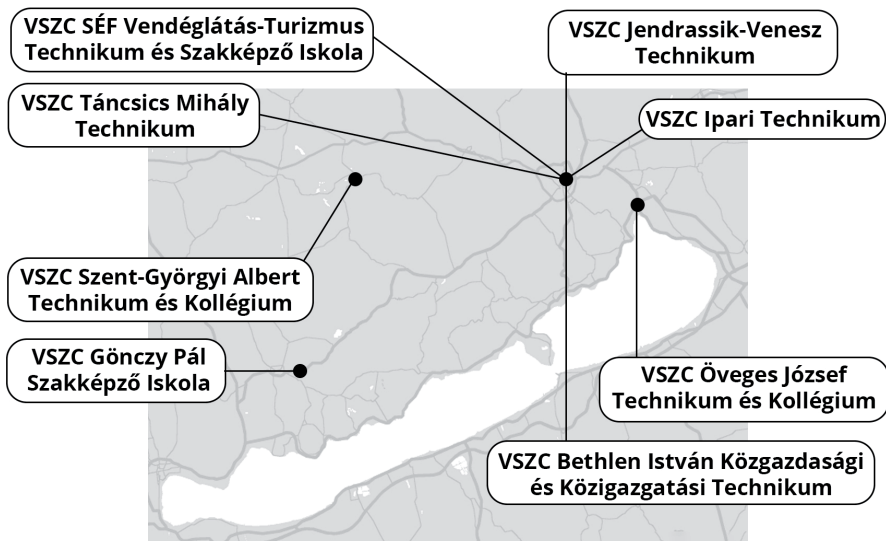 VSZC SÉF Vendéglátás-Turizmus
Technikum és Szakképző Iskola
VSZC Jendrassik-Venesz
Technikum
VSZC Táncsics Mihály
Technikum
VSZC Ipari Technikum
VSZC Szent-Györgyi Albert
Technikum és Kollégium
VSZC Gönczy Pál
Szakképző Iskola
VSZC Öveges József
Technikum és Kollégium
VSZC Bethlen István Közgazdasági
és Közigazgatási Technikum